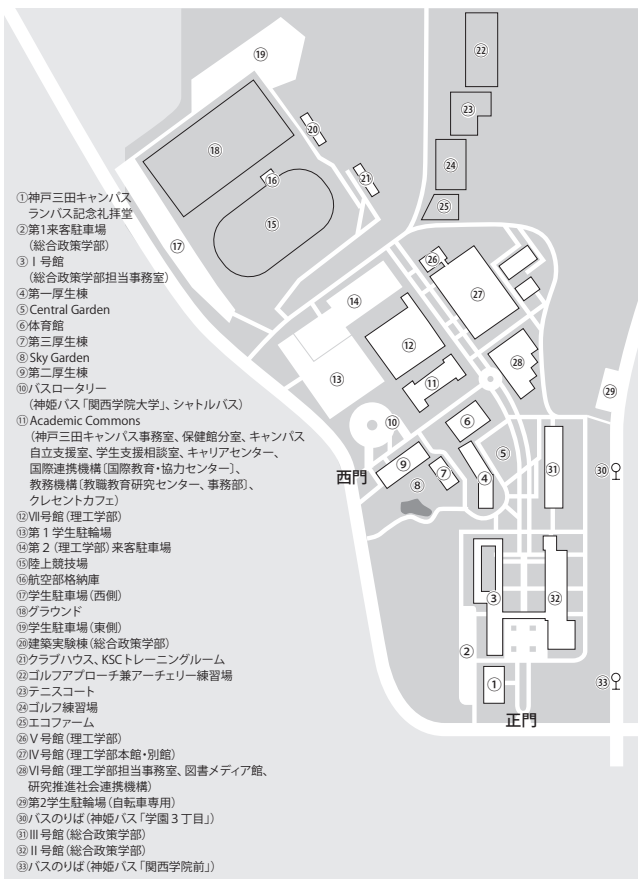 ①神戸三田キャンパス
ランバス記念礼拝堂
②第1来客駐車場
(総合政策学部)
③Ⅰ号館
(総合政策学部担当事務室)
④第一厚生棟
⑤Central Garden
⑥体育館
⑦第三厚生棟
⑧Sky Garden
⑨第二厚生棟
⑩バスロータリー
(神姫バス「関西学院大学」、シャトルバス)
⑪Academic Commons
(神戸三田キャンパス事務室、保健館分室、キャンパス
自立支援室、学生支援相談室、キャリアセンター、
国際連携機構〔国際教育・協力センター〕、
教務機構〔教職教育研究センター、事務部〕、
クレセントカフェ)
⑫Ⅶ号館(理工学部)
⑬第1学生駐輪場
⑭第2(理工学部)来客駐車場
⑮陸上競技場
⑯航空部格納庫
⑰学生駐車場(西側)
⑱グラウンド
⑲学生駐車場(東側)
⑳建築実験棟(総合政策学部)
㉑クラブハウス、KSCトレーニングルーム
㉒ゴルフアプローチ兼アーチェリー練習場
㉓テニスコート
㉔ゴルフ練習場
㉕エコファーム
㉖Ⅴ号館(理工学部)
㉗Ⅳ号館(理工学部本館・別館)
㉘Ⅵ号館(理工学部担当事務室、図書メディア館、
研究推進社会連携機構)
㉙第2学生駐輪場(自転車専用)
㉚バスのりば(神姫バス「学園3丁目」)
㉛Ⅲ号館(総合政策学部)
㉜Ⅱ号館(総合政策学部)
㉝バスのりば(神姫バス「関西学院前」)
⑲
㉒
㉓
⑳
⑱
㉔
⑯
㉑
㉕
⑮
⑰
㉖
㉗
⑭
⑫
㉘
⑬
⑪
㉙
⑩
⑥
⑤
㉛
㉚
西門
⑨
⑦
④
⑧
③
㉜
②
①
㉝
正門